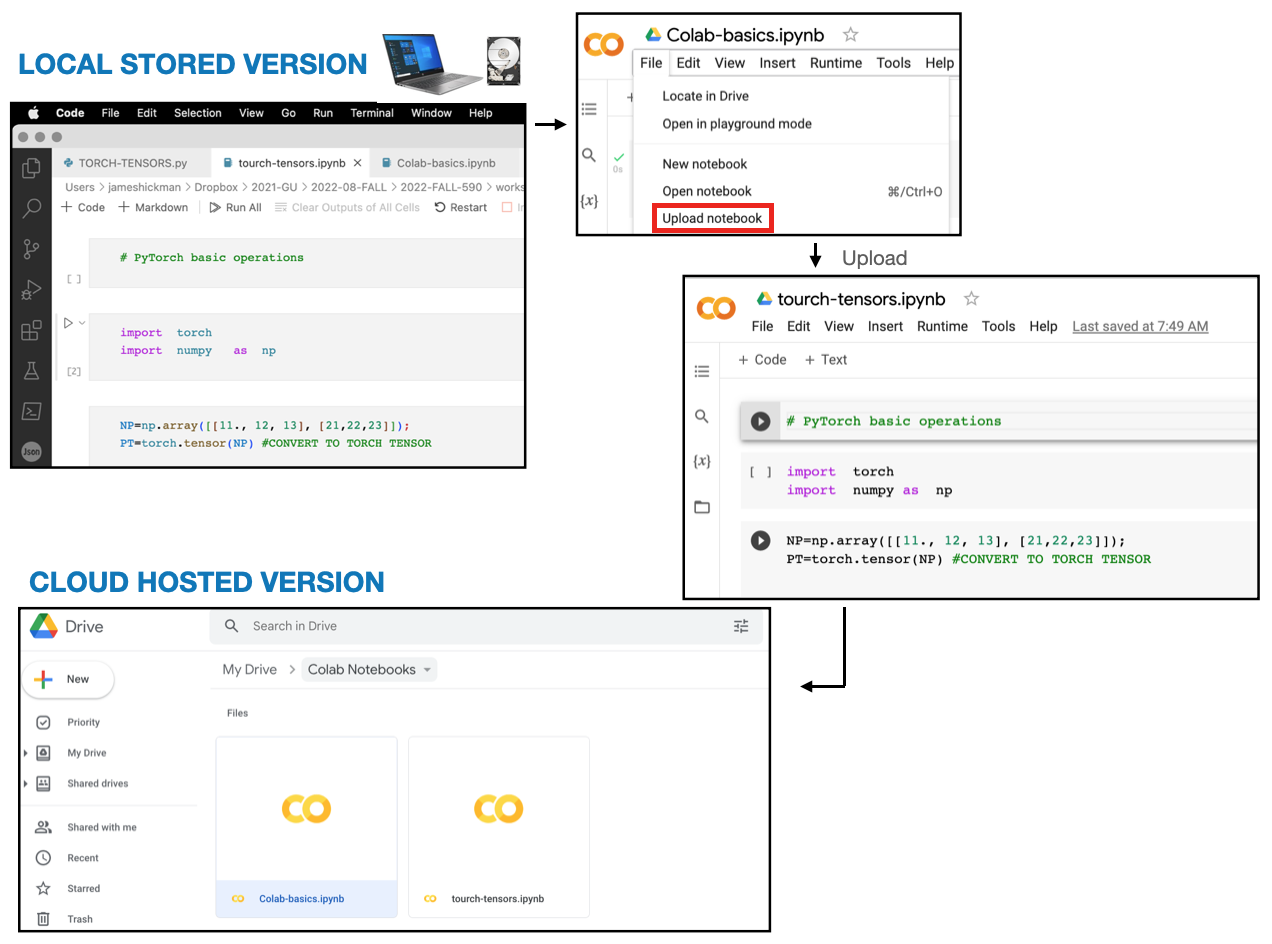 LOCAL STORED VERSION
Code File Edit Selection View Go Run Terminal Window Help
TORCH-TENSORS.py tourch-tensors.ipynb Colab-basics.ipynb
Users > jameshickman > Dropbox > 2021-GU > 2022-08-FALL > 2022-FALL-590 > works
+ Code + Markdown Run All Clear Outputs of All Cells Restart
[ ]
# PyTorch basic operations
import torch
import numpy as np
[2]
NP=np.array([[11., 12, 13], [21,22,23]]);
PT=torch.tensor(NP) #CONVERT TO TORCH TENSOR
Json
Colab-basics.ipynb
File Edit View Insert Runtime Tools Help
+
0s
{x}
Locate in Drive
Open in playground mode
New notebook
Open notebook ⌘/Ctrl+O
Upload notebook
Upload
tourch-tensors.ipynb
File Edit View Insert Runtime Tools Help Last saved at 7:49 AM
+ Code + Text
# PyTorch basic operations
{x}
[ ] import torch
import numpy as np
NP=np.array([[11., 12, 13], [21,22,23]]);
PT=torch.tensor(NP) #CONVERT TO TORCH TENSOR
CLOUD HOSTED VERSION
Drive
Search in Drive
New
My Drive > Colab Notebooks
Files
Priority
My Drive
Shared drives
Shared with me
Recent
Starred
Trash
Colab-basics.ipynb
tourch-tensors.ipynb